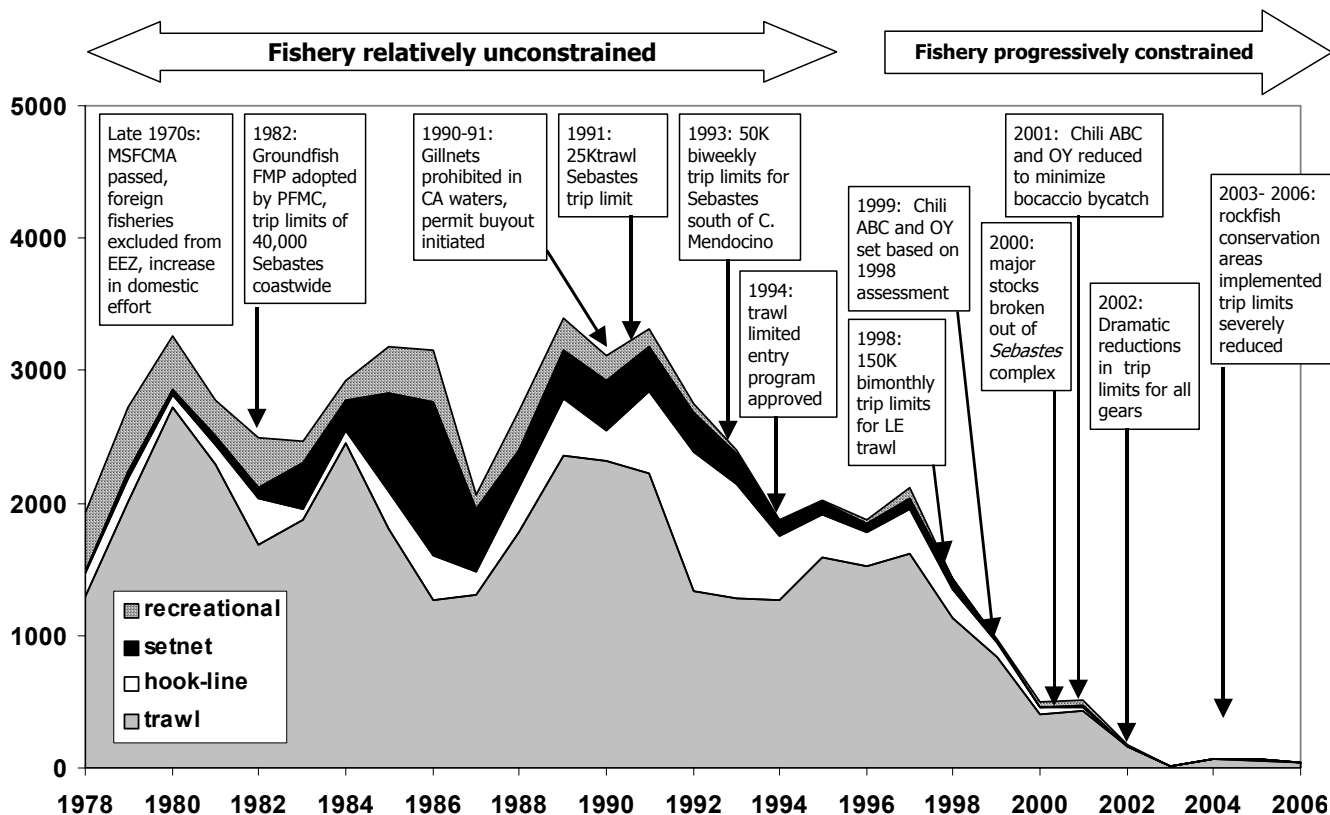 Fishery relatively unconstrained
Fishery progressively constrained
5000
4000
3000
2000
1000
0
Late 1970s:
MSFCMA
passed,
foreign
fisheries
excluded from
EEZ, increase
in domestic
effort
1982:
Groundfish
FMP adopted
by PFMC,
trip limits of
40,000
Sebastes
coastwide
1990-91:
Gillnets
prohibited in
CA waters,
permit buyout
initiated
1991:
25Ktrawl
Sebastes
trip limit
1993: 50K
biweekly
trip limits for
Sebastes
south of C.
Mendocino
1994:
trawl
limited
entry
program
approved
1999: Chili
ABC and OY
set based on
1998
assessment
1998: 150K
bimonthly
trip limits
for LE
trawl
2000:
major
stocks
broken
out of
Sebastes
complex
2001: Chili ABC
and OY reduced
to minimize
bocaccio bycatch
2002:
Dramatic
reductions
in trip
limits for all
gears
2003- 2006:
rockfish
conservation
areas
implemented
trip limits
severely
reduced
recreational
setnet
hook-line
trawl
1978 1980 1982 1984 1986 1988 1990 1992 1994 1996 1998 2000 2002 2004 2006